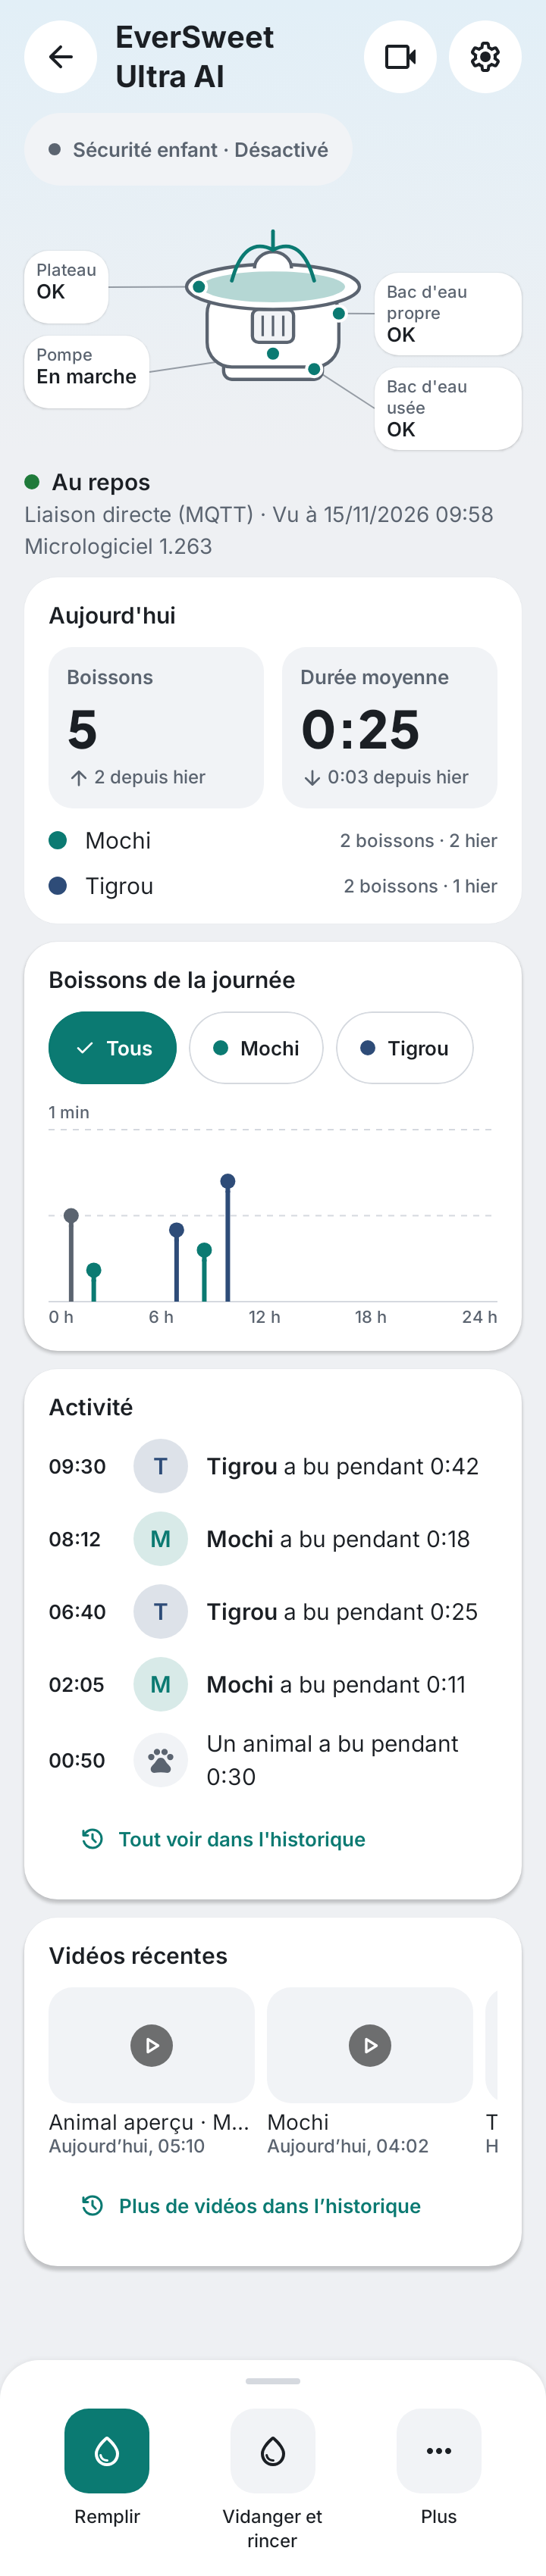 EverSweet
Ultra AI
Sécurité enfant · Désactivé
Plateau
OK
Pompe
En marche
Bac d'eau
propre
OK
Bac d'eau
usée
OK
Au repos
Liaison directe (MQTT) · Vu à 15/11/2026 09:58
Micrologiciel 1.263
Aujourd'hui
Boissons
5
↑ 2 depuis hier
Durée moyenne
0:25
↓ 0:03 depuis hier
Mochi
2 boissons · 2 hier
Tigrou
2 boissons · 1 hier
Boissons de la journée
Tous
Mochi
Tigrou
1 min
0 h
6 h
12 h
18 h
24 h
Activité
09:30
T
Tigrou a bu pendant 0:42
08:12
M
Mochi a bu pendant 0:18
06:40
T
Tigrou a bu pendant 0:25
02:05
M
Mochi a bu pendant 0:11
00:50
Un animal a bu pendant
0:30
Tout voir dans l'historique
Vidéos récentes
Animal aperçu · M…
Aujourd’hui, 05:10
Mochi
Aujourd’hui, 04:02
T
H
Plus de vidéos dans l’historique
Remplir
Vidanger et
rincer
Plus